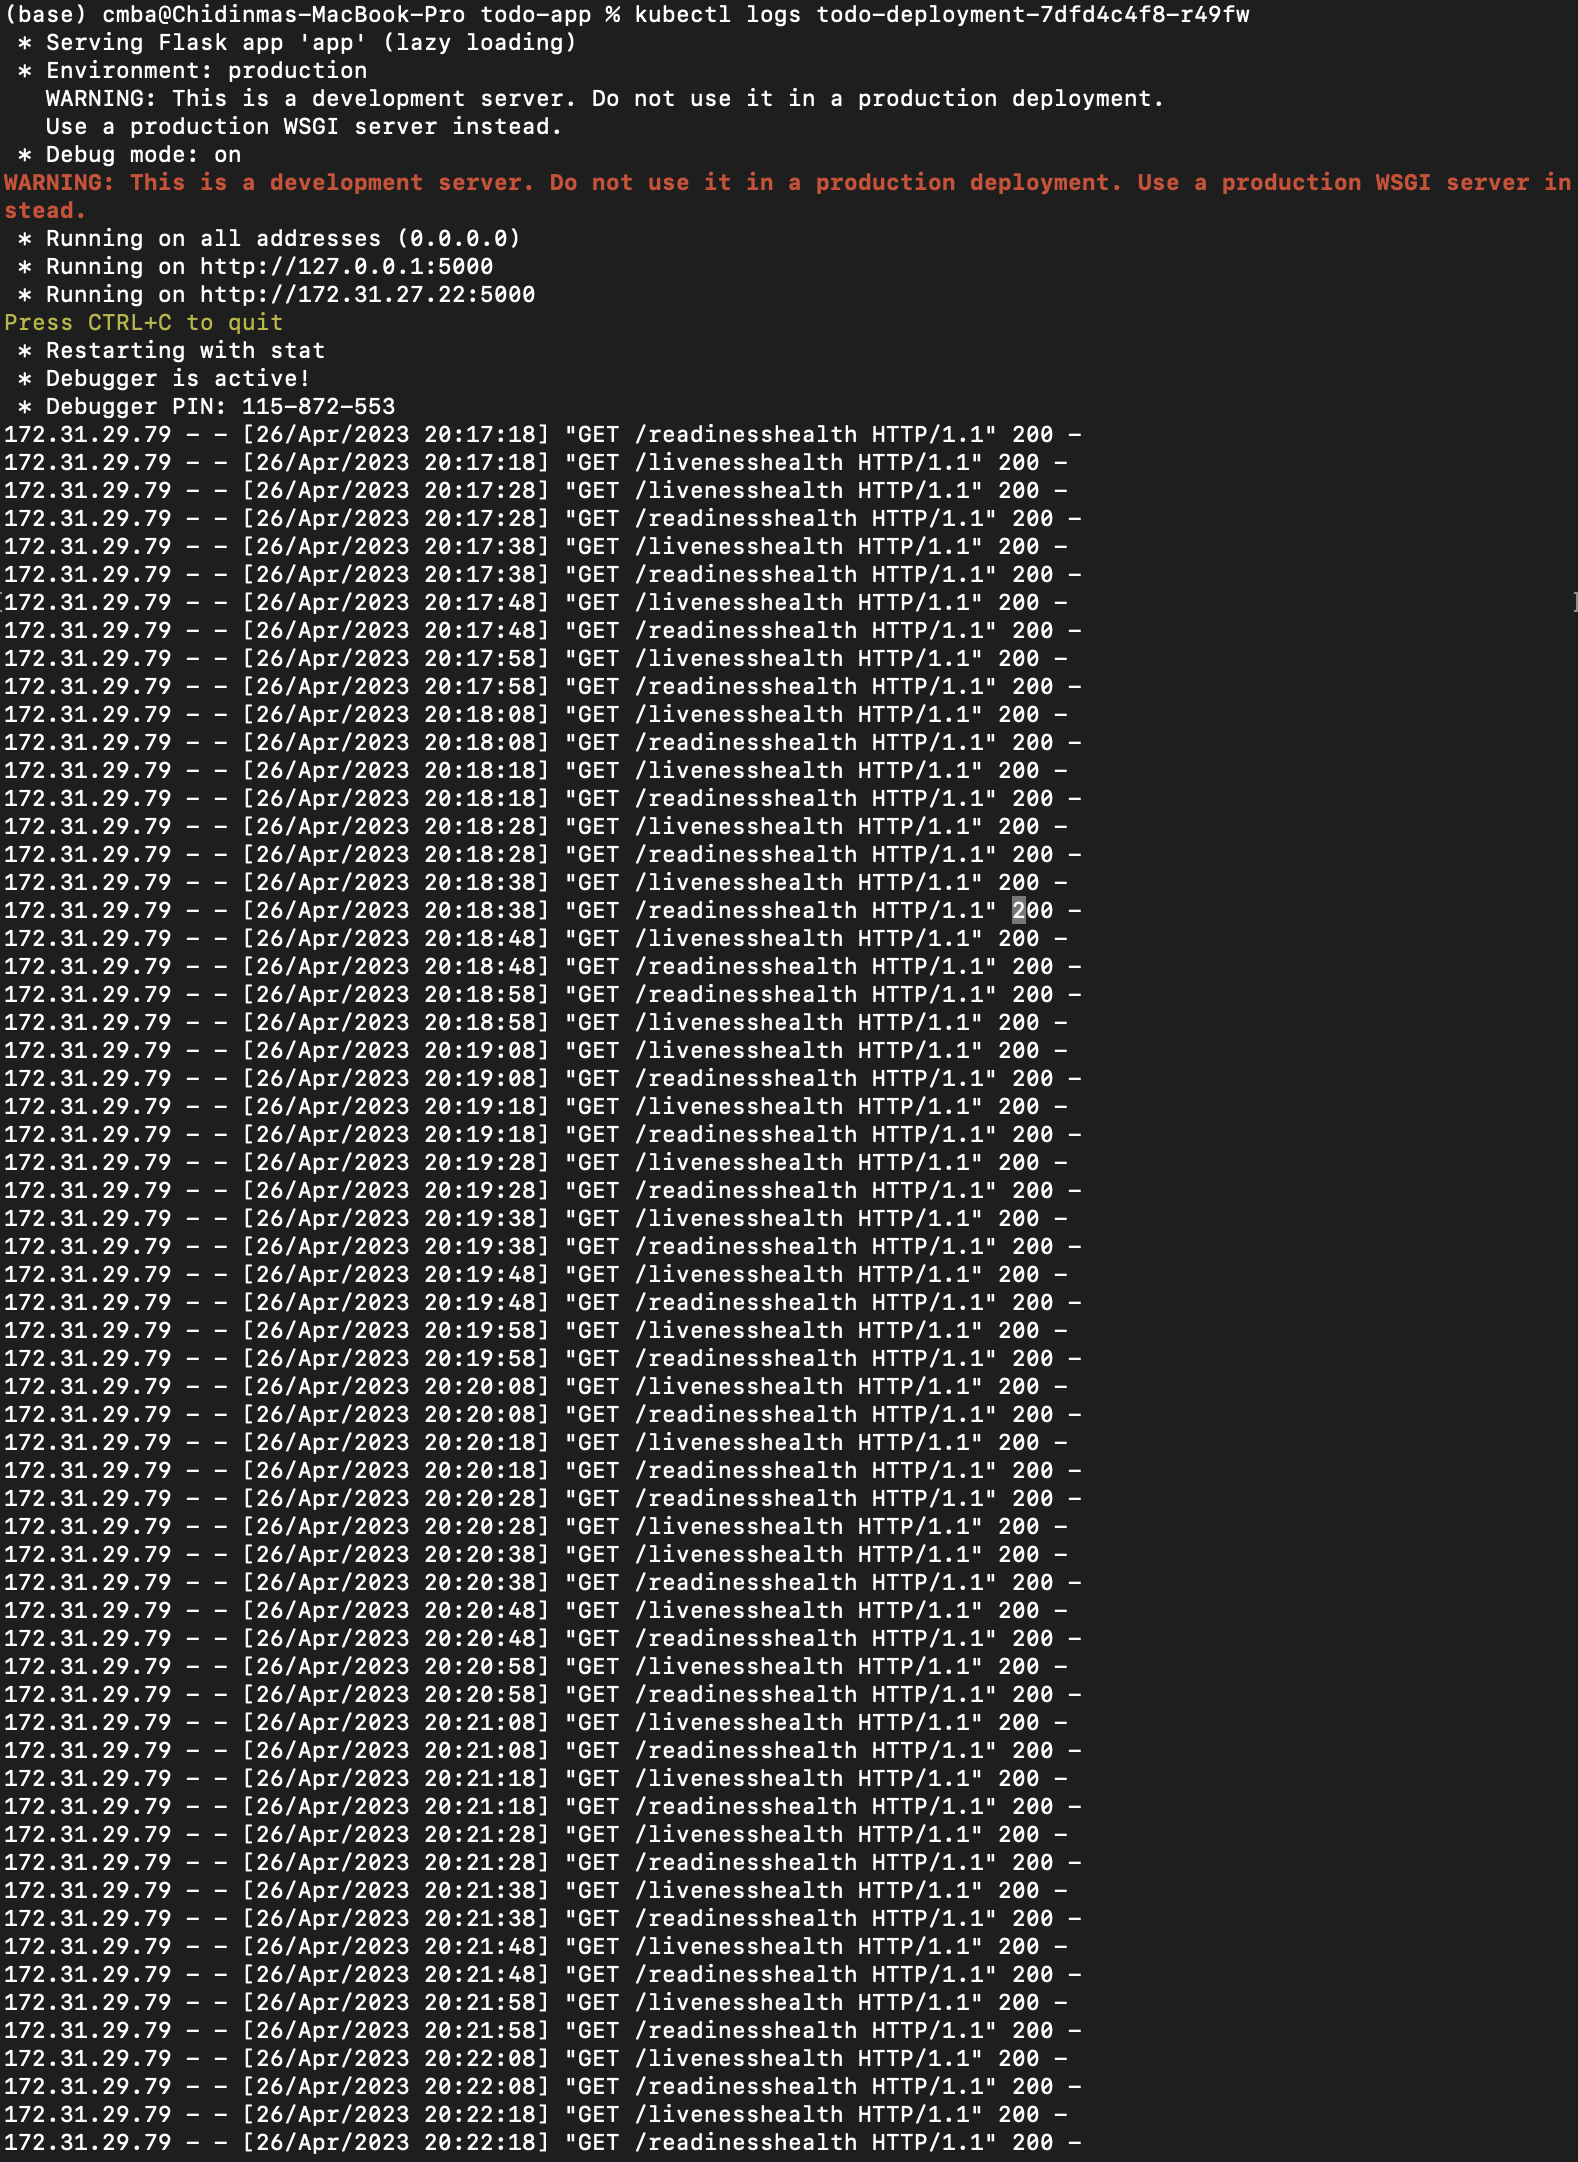 (base) cmba@Chidinmas-MacBook-Pro todo-app % kubectl logs todo-deployment-7dfd4c4f8-r49fw
 * Serving Flask app 'app' (lazy loading)
 * Environment: production
   WARNING: This is a development server. Do not use it in a production deployment.
   Use a production WSGI server instead.
 * Debug mode: on
WARNING: This is a development server. Do not use it in a production deployment. Use a production WSGI server in
stead.
 * Running on all addresses (0.0.0.0)
 * Running on http://127.0.0.1:5000
 * Running on http://172.31.27.22:5000
Press CTRL+C to quit
 * Restarting with stat
 * Debugger is active!
 * Debugger PIN: 115-872-553
172.31.29.79 - - [26/Apr/2023 20:17:18] "GET /readinesshealth HTTP/1.1" 200 -
172.31.29.79 - - [26/Apr/2023 20:17:18] "GET /livenesshealth HTTP/1.1" 200 -
172.31.29.79 - - [26/Apr/2023 20:17:28] "GET /livenesshealth HTTP/1.1" 200 -
172.31.29.79 - - [26/Apr/2023 20:17:28] "GET /readinesshealth HTTP/1.1" 200 -
172.31.29.79 - - [26/Apr/2023 20:17:38] "GET /livenesshealth HTTP/1.1" 200 -
172.31.29.79 - - [26/Apr/2023 20:17:38] "GET /readinesshealth HTTP/1.1" 200 -
172.31.29.79 - - [26/Apr/2023 20:17:48] "GET /livenesshealth HTTP/1.1" 200 -
172.31.29.79 - - [26/Apr/2023 20:17:48] "GET /readinesshealth HTTP/1.1" 200 -
172.31.29.79 - - [26/Apr/2023 20:17:58] "GET /livenesshealth HTTP/1.1" 200 -
172.31.29.79 - - [26/Apr/2023 20:17:58] "GET /readinesshealth HTTP/1.1" 200 -
172.31.29.79 - - [26/Apr/2023 20:18:08] "GET /livenesshealth HTTP/1.1" 200 -
172.31.29.79 - - [26/Apr/2023 20:18:08] "GET /readinesshealth HTTP/1.1" 200 -
172.31.29.79 - - [26/Apr/2023 20:18:18] "GET /livenesshealth HTTP/1.1" 200 -
172.31.29.79 - - [26/Apr/2023 20:18:18] "GET /readinesshealth HTTP/1.1" 200 -
172.31.29.79 - - [26/Apr/2023 20:18:28] "GET /livenesshealth HTTP/1.1" 200 -
172.31.29.79 - - [26/Apr/2023 20:18:28] "GET /readinesshealth HTTP/1.1" 200 -
172.31.29.79 - - [26/Apr/2023 20:18:38] "GET /livenesshealth HTTP/1.1" 200 -
172.31.29.79 - - [26/Apr/2023 20:18:38] "GET /readinesshealth HTTP/1.1" 200 -
172.31.29.79 - - [26/Apr/2023 20:18:48] "GET /livenesshealth HTTP/1.1" 200 -
172.31.29.79 - - [26/Apr/2023 20:18:48] "GET /readinesshealth HTTP/1.1" 200 -
172.31.29.79 - - [26/Apr/2023 20:18:58] "GET /readinesshealth HTTP/1.1" 200 -
172.31.29.79 - - [26/Apr/2023 20:18:58] "GET /livenesshealth HTTP/1.1" 200 -
172.31.29.79 - - [26/Apr/2023 20:19:08] "GET /livenesshealth HTTP/1.1" 200 -
172.31.29.79 - - [26/Apr/2023 20:19:08] "GET /readinesshealth HTTP/1.1" 200 -
172.31.29.79 - - [26/Apr/2023 20:19:18] "GET /livenesshealth HTTP/1.1" 200 -
172.31.29.79 - - [26/Apr/2023 20:19:18] "GET /readinesshealth HTTP/1.1" 200 -
172.31.29.79 - - [26/Apr/2023 20:19:28] "GET /livenesshealth HTTP/1.1" 200 -
172.31.29.79 - - [26/Apr/2023 20:19:28] "GET /readinesshealth HTTP/1.1" 200 -
172.31.29.79 - - [26/Apr/2023 20:19:38] "GET /livenesshealth HTTP/1.1" 200 -
172.31.29.79 - - [26/Apr/2023 20:19:38] "GET /readinesshealth HTTP/1.1" 200 -
172.31.29.79 - - [26/Apr/2023 20:19:48] "GET /livenesshealth HTTP/1.1" 200 -
172.31.29.79 - - [26/Apr/2023 20:19:48] "GET /readinesshealth HTTP/1.1" 200 -
172.31.29.79 - - [26/Apr/2023 20:19:58] "GET /livenesshealth HTTP/1.1" 200 -
172.31.29.79 - - [26/Apr/2023 20:19:58] "GET /readinesshealth HTTP/1.1" 200 -
172.31.29.79 - - [26/Apr/2023 20:20:08] "GET /livenesshealth HTTP/1.1" 200 -
172.31.29.79 - - [26/Apr/2023 20:20:08] "GET /readinesshealth HTTP/1.1" 200 -
172.31.29.79 - - [26/Apr/2023 20:20:18] "GET /livenesshealth HTTP/1.1" 200 -
172.31.29.79 - - [26/Apr/2023 20:20:18] "GET /readinesshealth HTTP/1.1" 200 -
172.31.29.79 - - [26/Apr/2023 20:20:28] "GET /readinesshealth HTTP/1.1" 200 -
172.31.29.79 - - [26/Apr/2023 20:20:28] "GET /livenesshealth HTTP/1.1" 200 -
172.31.29.79 - - [26/Apr/2023 20:20:38] "GET /livenesshealth HTTP/1.1" 200 -
172.31.29.79 - - [26/Apr/2023 20:20:38] "GET /readinesshealth HTTP/1.1" 200 -
172.31.29.79 - - [26/Apr/2023 20:20:48] "GET /livenesshealth HTTP/1.1" 200 -
172.31.29.79 - - [26/Apr/2023 20:20:48] "GET /readinesshealth HTTP/1.1" 200 -
172.31.29.79 - - [26/Apr/2023 20:20:58] "GET /livenesshealth HTTP/1.1" 200 -
172.31.29.79 - - [26/Apr/2023 20:20:58] "GET /readinesshealth HTTP/1.1" 200 -
172.31.29.79 - - [26/Apr/2023 20:21:08] "GET /livenesshealth HTTP/1.1" 200 -
172.31.29.79 - - [26/Apr/2023 20:21:08] "GET /readinesshealth HTTP/1.1" 200 -
172.31.29.79 - - [26/Apr/2023 20:21:18] "GET /livenesshealth HTTP/1.1" 200 -
172.31.29.79 - - [26/Apr/2023 20:21:18] "GET /readinesshealth HTTP/1.1" 200 -
172.31.29.79 - - [26/Apr/2023 20:21:28] "GET /livenesshealth HTTP/1.1" 200 -
172.31.29.79 - - [26/Apr/2023 20:21:28] "GET /readinesshealth HTTP/1.1" 200 -
172.31.29.79 - - [26/Apr/2023 20:21:38] "GET /livenesshealth HTTP/1.1" 200 -
172.31.29.79 - - [26/Apr/2023 20:21:38] "GET /readinesshealth HTTP/1.1" 200 -
172.31.29.79 - - [26/Apr/2023 20:21:48] "GET /livenesshealth HTTP/1.1" 200 -
172.31.29.79 - - [26/Apr/2023 20:21:48] "GET /readinesshealth HTTP/1.1" 200 -
172.31.29.79 - - [26/Apr/2023 20:21:58] "GET /livenesshealth HTTP/1.1" 200 -
172.31.29.79 - - [26/Apr/2023 20:21:58] "GET /readinesshealth HTTP/1.1" 200 -
172.31.29.79 - - [26/Apr/2023 20:22:08] "GET /livenesshealth HTTP/1.1" 200 -
172.31.29.79 - - [26/Apr/2023 20:22:08] "GET /readinesshealth HTTP/1.1" 200 -
172.31.29.79 - - [26/Apr/2023 20:22:18] "GET /livenesshealth HTTP/1.1" 200 -
172.31.29.79 - - [26/Apr/2023 20:22:18] "GET /readinesshealth HTTP/1.1" 200 -